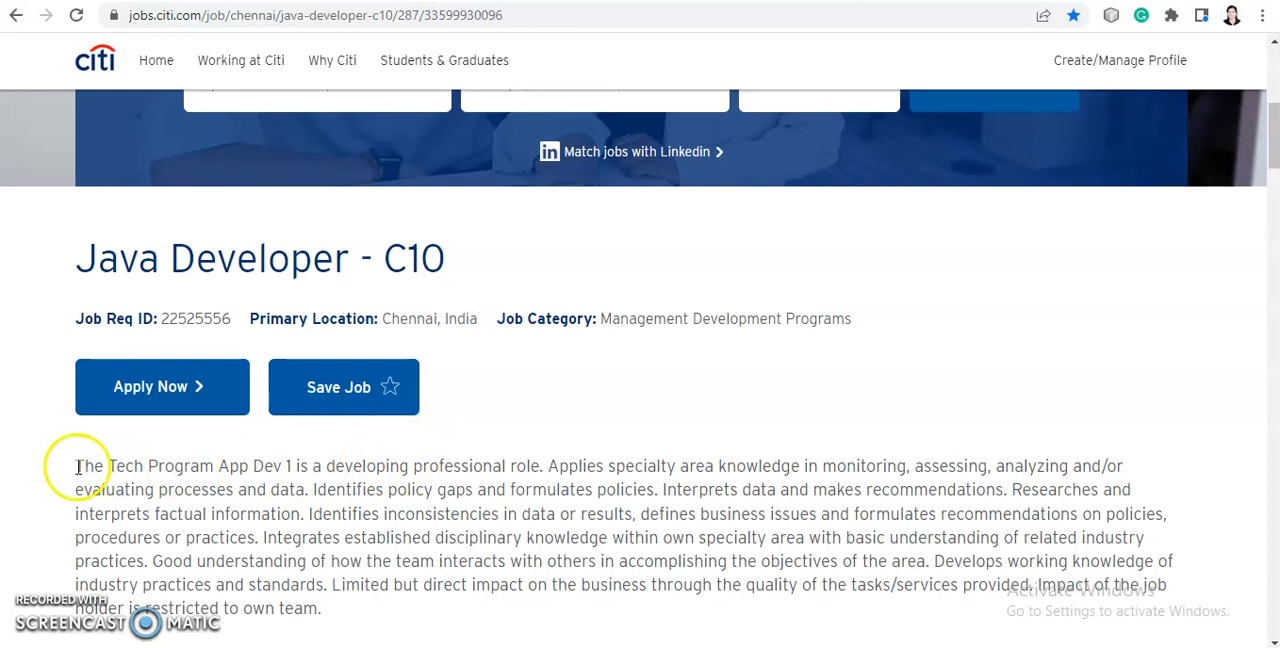 jobs.citi.com/job/chennai/java-developer-c10/287/33599930096
citi Home Working at Citi Why Citi Students & Graduates Create/Manage Profile
in Match jobs with Linkedin
Java Developer - C10
Job Req ID: 22525556 Primary Location: Chennai, India Job Category: Management Development Programs
Apply Now Save Job
The Tech Program App Dev 1 is a developing professional role. Applies specialty area knowledge in monitoring, assessing, analyzing and/or
evaluating processes and data. Identifies policy gaps and formulates policies. Interprets data and makes recommendations. Researches and
interprets factual information. Identifies inconsistencies in data or results, defines business issues and formulates recommendations on policies,
procedures or practices. Integrates established disciplinary knowledge within own specialty area with basic understanding of related industry
practices. Good understanding of how the team interacts with others in accomplishing the objectives of the area. Develops working knowledge of
industry practices and standards. Limited but direct impact on the business through the quality of the tasks/services provided. Impact of the job
holder is restricted to own team.
Activate Windows
Go to Settings to activate Windows.
RECORDED WITH
SCREENCAST MATIC